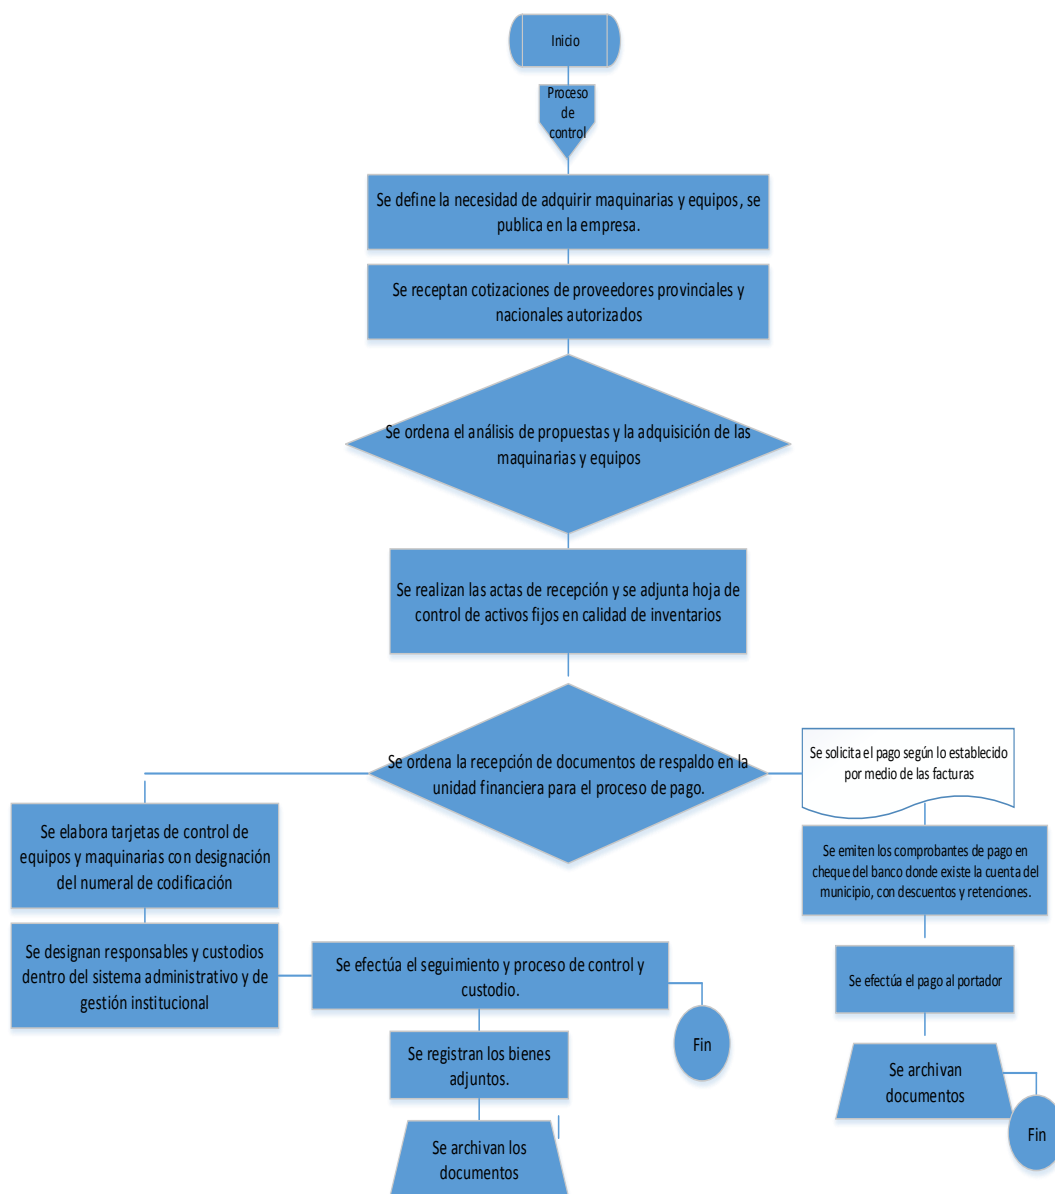 Inicio
Proceso
de
control
Se define la necesidad de adquirir maquinarias y equipos, se
publica en la empresa.
Se receptan cotizaciones de proveedores provinciales y
nacionales autorizados
Se ordena el análisis de propuestas y la adquisición de las
maquinarias y equipos
Se realizan las actas de recepción y se adjunta hoja de
control de activos fijos en calidad de inventarios
Se ordena la recepción de documentos de respaldo en la
unidad financiera para el proceso de pago.
Se solicita el pago según lo establecido
por medio de las facturas
Se elabora tarjetas de control de
equipos y maquinarias con designación
del numeral de codificación
Se emiten los comprobantes de pago en
cheque del banco donde existe la cuenta del
municipio, con descuentos y retenciones.
Se designan responsables y custodios
dentro del sistema administrativo y de
gestión institucional
Se efectúa el seguimiento y proceso de control y
custodio.
Se efectúa el pago al portador
Fin
Se registran los bienes
adjuntos.
Se archivan
documentos
Fin
Se archivan los
documentos